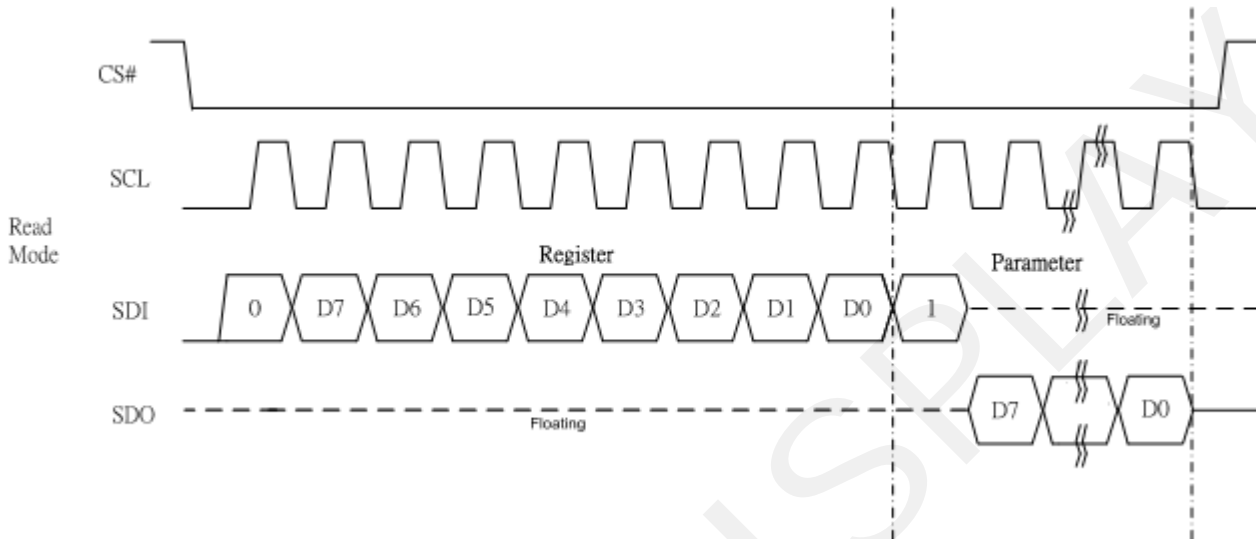 CS#
SCL
Read
Mode
Register
Parameter
SDI
0 D7 D6 D5 D4 D3 D2 D1 D0 1
Floating
SDO
Floating
D7 D0
SPLAY